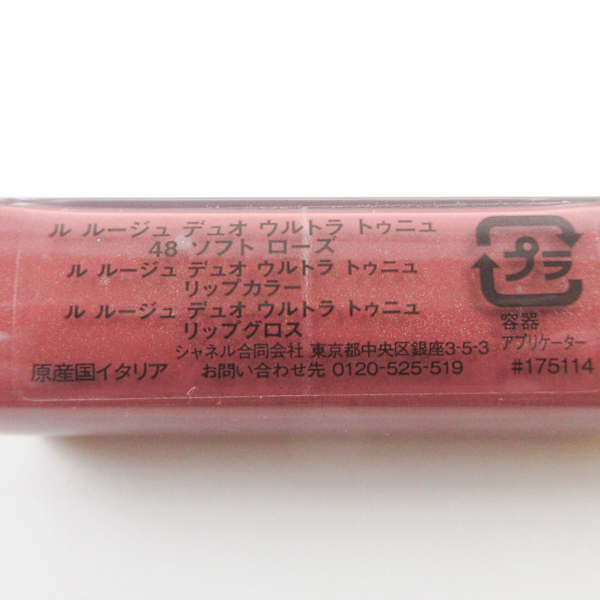 ル ルージュ デュオ ウルトラ トゥニュ
48 ソフト ローズ
ル ルージュ デュオ ウルトラ トゥニュ
リップカラー
ル ルージュ デュオ ウルトラ トゥニュ
リップグロス
シャネル合同会社 東京都中央区銀座3-5-3
原産国イタリア お問い合わせ先 0120-525-519
プラ
容器
アプリケーター
#175114